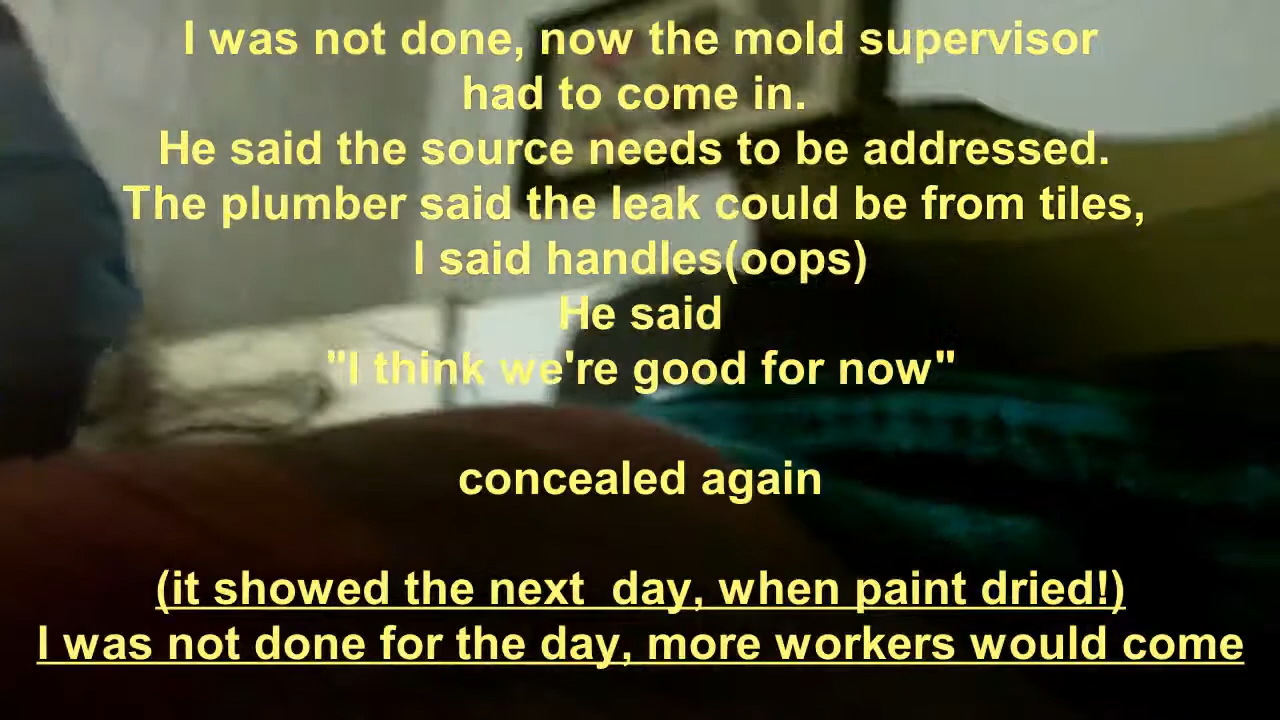 I was not done, now the mold supervisor
had to come in.
He said the source needs to be addressed.
The plumber said the leak could be from tiles,
I said handles(oops)
He said
"I think we're good for now"
concealed again
(it showed the next  day, when paint dried!)
I was not done for the day, more workers would come